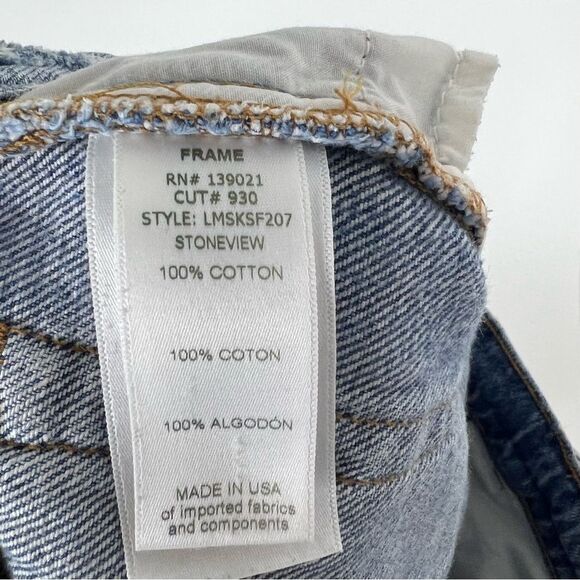 FRAME
RN# 139021
CUT# 930
STYLE: LMSKSF207
STONEVIEW
100% COTTON
100% COTON
100% ALGODÓN
MADE IN USA
of imported fabrics
and components